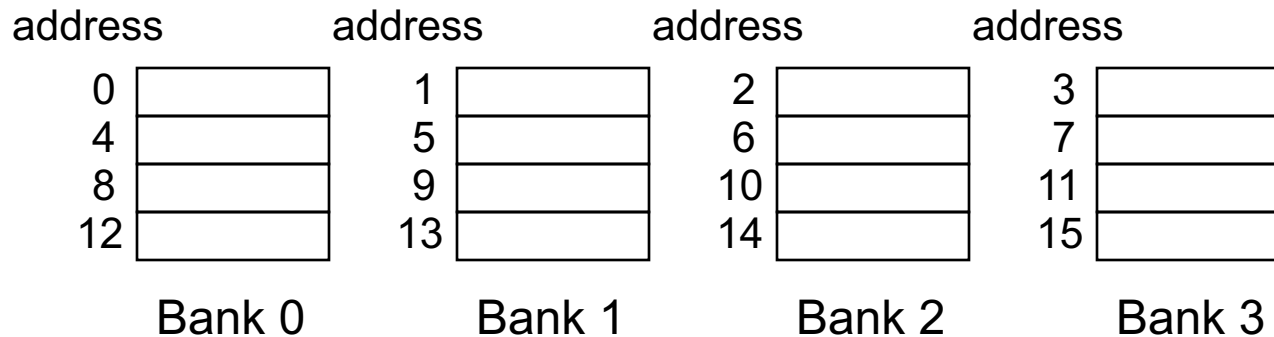 address address address address
0 1 2 3
4 5 6 7
8 9 10 11
12 13 14 15
Bank 0 Bank 1 Bank 2 Bank 3